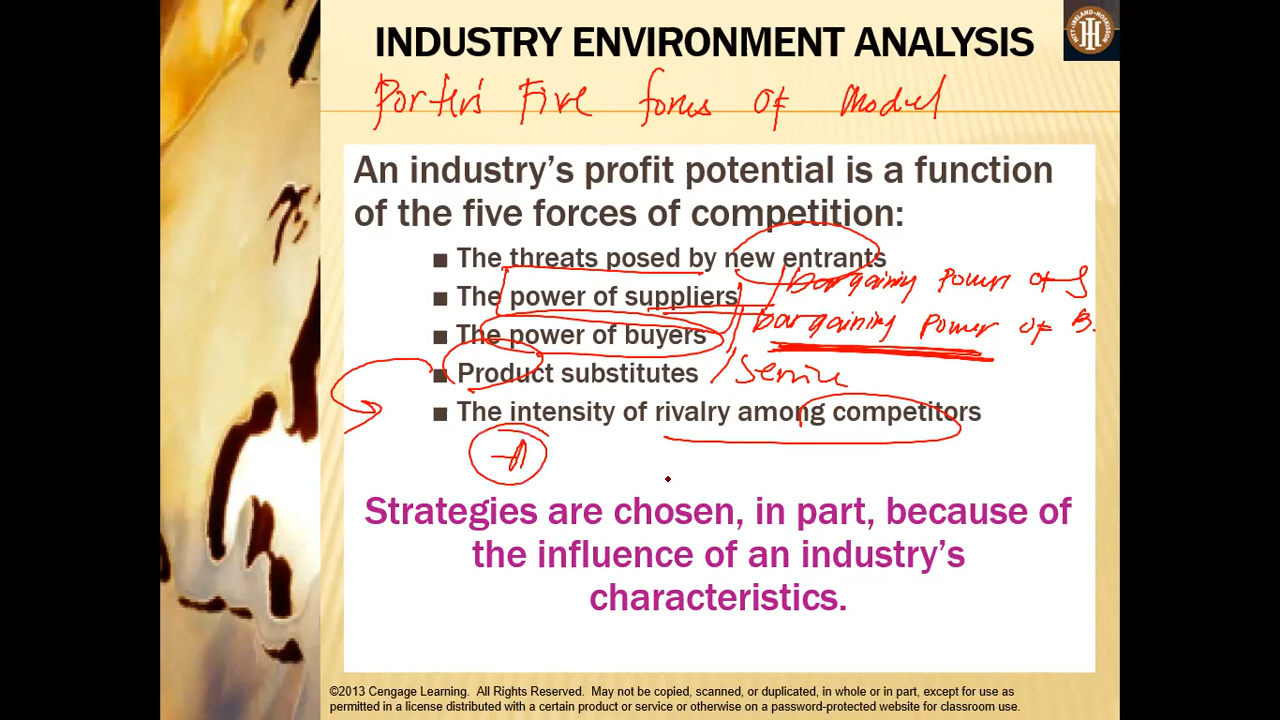 INDUSTRY ENVIRONMENT ANALYSIS
Porter's Five forces of Model
An industry's profit potential is a function
of the five forces of competition:
■ The threats posed by new entrants
bargaining Power of S
■ The power of suppliers
bargaining Power of B.
■ The power of buyers
■ Product substitutes / Service
■ The intensity of rivalry among competitors
Strategies are chosen, in part, because of
the influence of an industry's
characteristics.
©2013 Cengage Learning. All Rights Reserved. May not be copied, scanned, or duplicated, in whole or in part, except for use as
permitted in a license distributed with a certain product or service or otherwise on a password-protected website for classroom use.